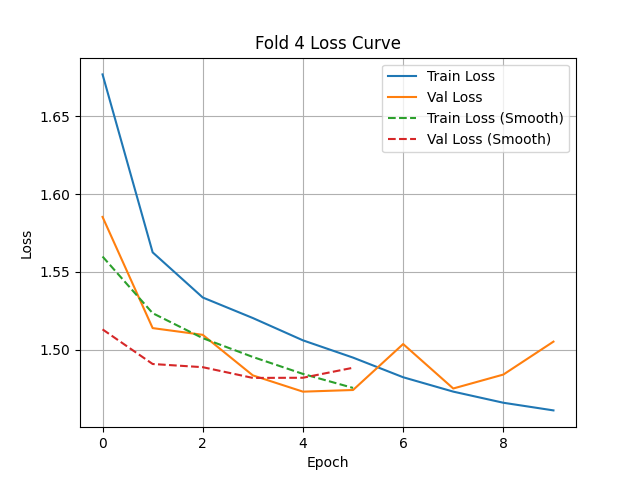 Fold 4 Loss Curve
Train Loss
Val Loss
Train Loss (Smooth)
Val Loss (Smooth)
1.65
1.60
1.55
1.50
Loss
0 2 4 6 8
Epoch